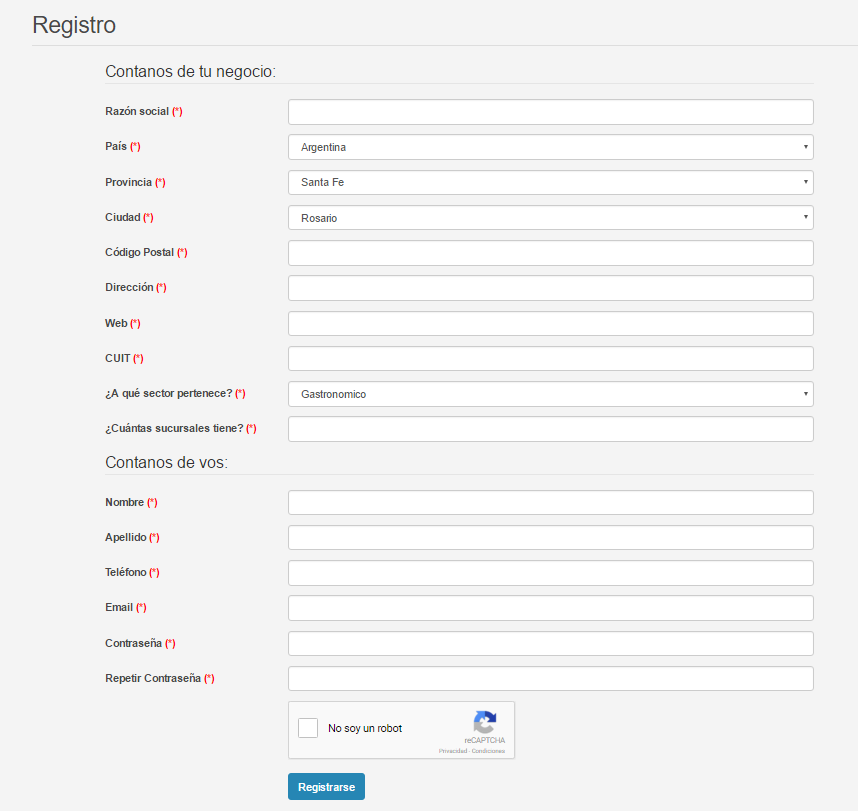 Registro
Contanos de tu negocio:
Razón social (*)
País (*) Argentina
Provincia (*) Santa Fe
Ciudad (*) Rosario
Código Postal (*)
Dirección (*)
Web (*)
CUIT (*)
¿A qué sector pertenece? (*) Gastronomico
¿Cuántas sucursales tiene? (*)
Contanos de vos:
Nombre (*)
Apellido (*)
Teléfono (*)
Email (*)
Contraseña (*)
Repetir Contraseña (*)
No soy un robot
reCAPTCHA
Privacidad - Condiciones
Registrarse